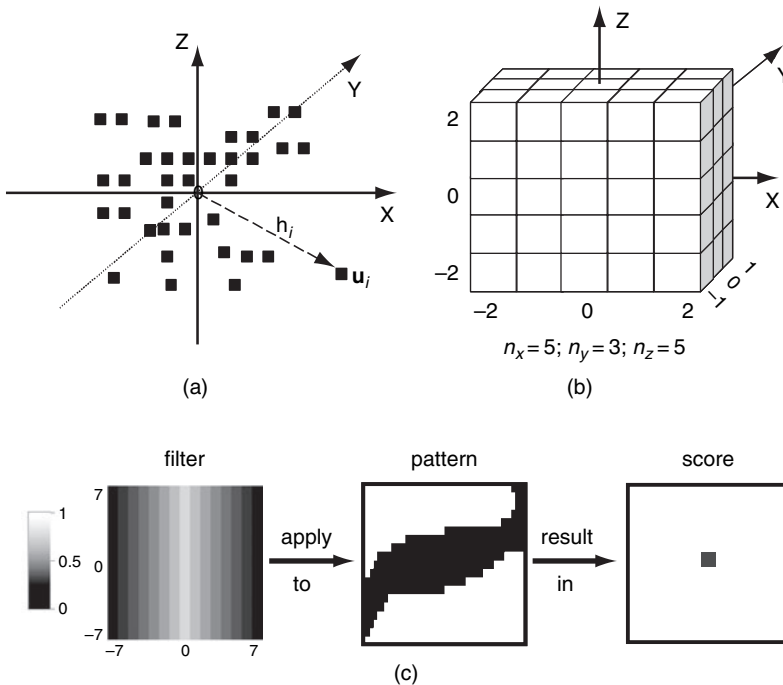 Z
Y
X
h_i
u_i
(a)
Z
Y
X
2
0
−2
−2 0 2
−1 0 1
n_x = 5; n_y = 3; n_z = 5
(b)
filter
pattern
score
1
0.5
0
7
0
−7
−7 0 7
apply
to
result
in
(c)